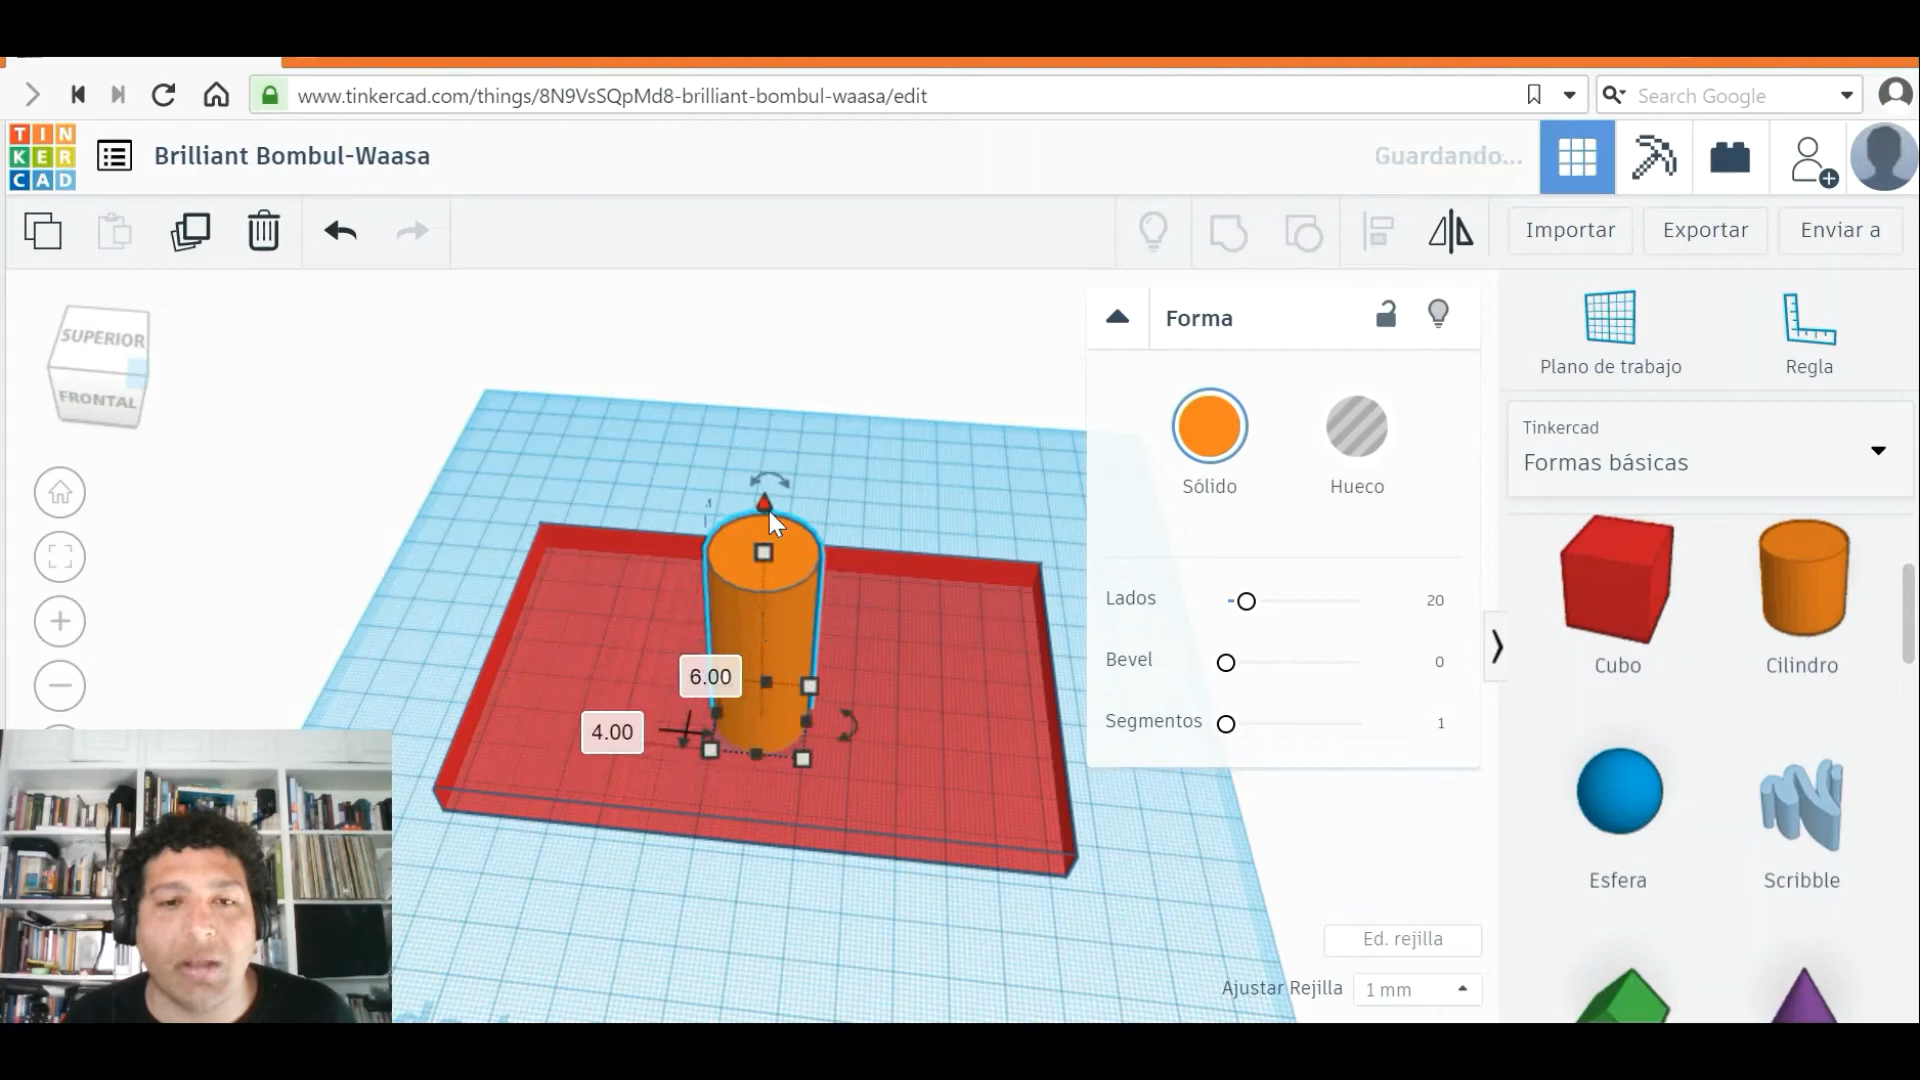 www.tinkercad.com/things/8N9VsSQpMd8-brilliant-bombul-waasa/edit
Search Google
TIN
KER
CAD
Brilliant Bombul-Waasa
Guardando...
Importar
Exportar
Enviar a
SUPERIOR
FRONTAL
Forma
Sólido
Hueco
Lados
20
Bevel
0
Segmentos
1
6.00
4.00
Plano de trabajo
Regla
Tinkercad
Formas básicas
Cubo
Cilindro
Esfera
Scribble
Ed. rejilla
Ajustar Rejilla
1 mm